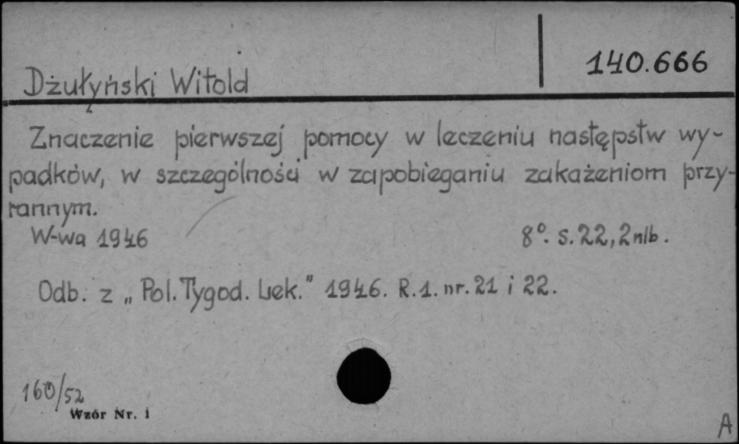 140.666
Dżułyński Witold
Znaczenie pierwszej pomocy w leczeniu następstw wy-
padków, w szczególności w zapobieganiu zakażeniom przy-
rannym.
W-wa 1946 8°. s.22, 2 nlb.
Odb. z „Pol. Tygod. Lek." 1946. R.1. nr. 21 i 22.
160/52
Wzór Nr. 1
A